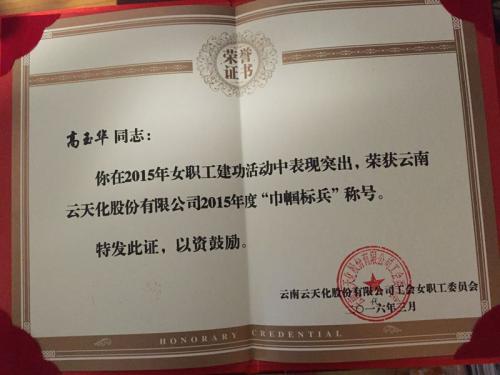 荣誉
证书
高玉华 同志：
你在2015年女职工建功活动中表现突出，荣获云南
云天化股份有限公司2015年度“巾帼标兵”称号。
特发此证，以资鼓励。
云南云天化股份有限公司工会女职工委员会
二〇一六年三月
HONORARY CREDENTIAL